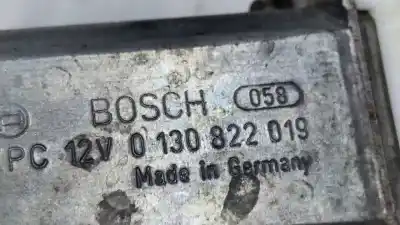 BOSCH 058
PC 12V 0 130 822 019
Made in Germany